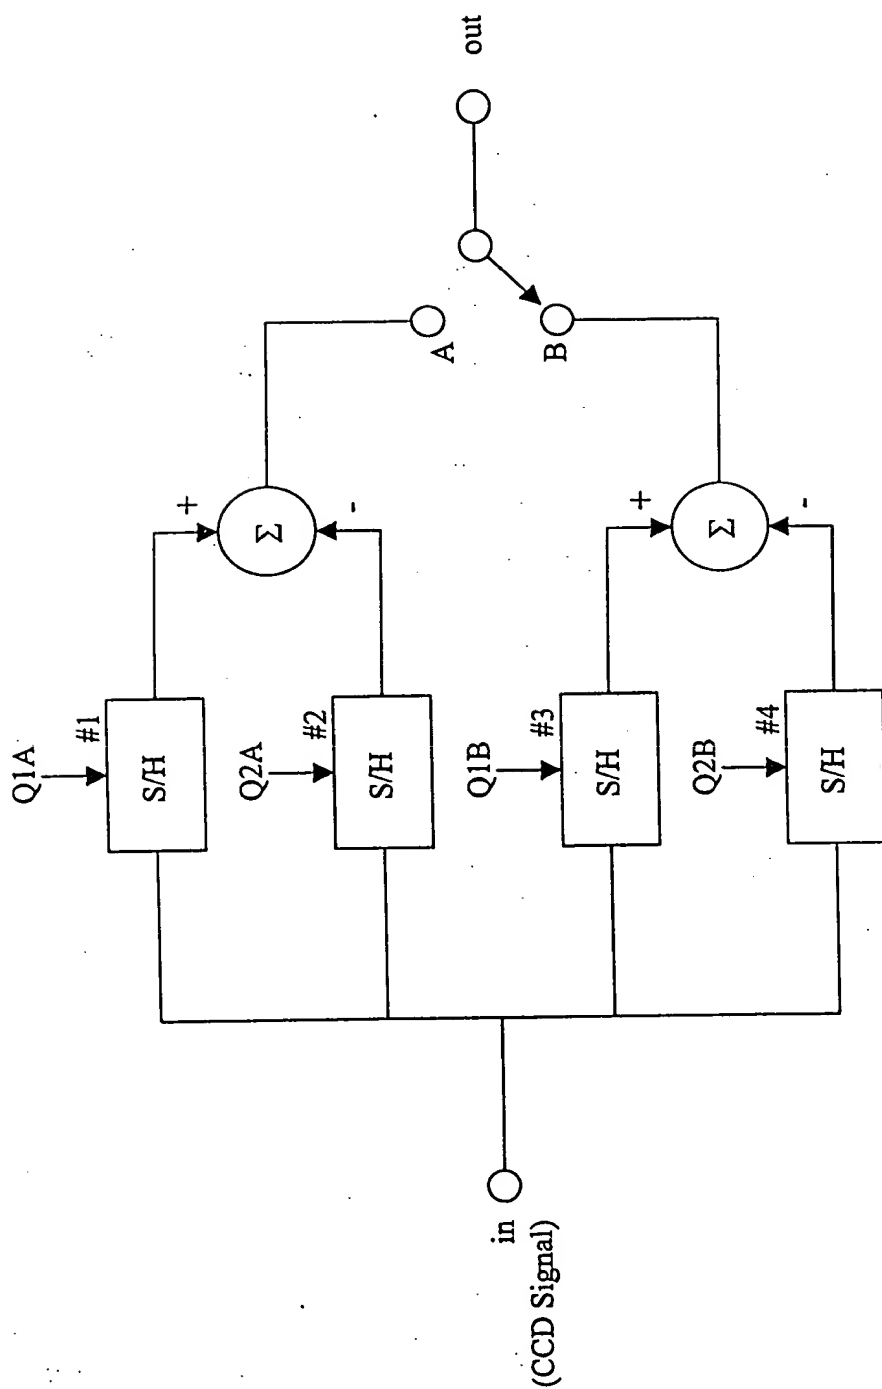 Q1A
#1
S/H
Q2A
#2
S/H
Q1B
#3
S/H
Q2B
#4
S/H
+
Σ
-
+
Σ
-
A
B
in
(CCD Signal)
out